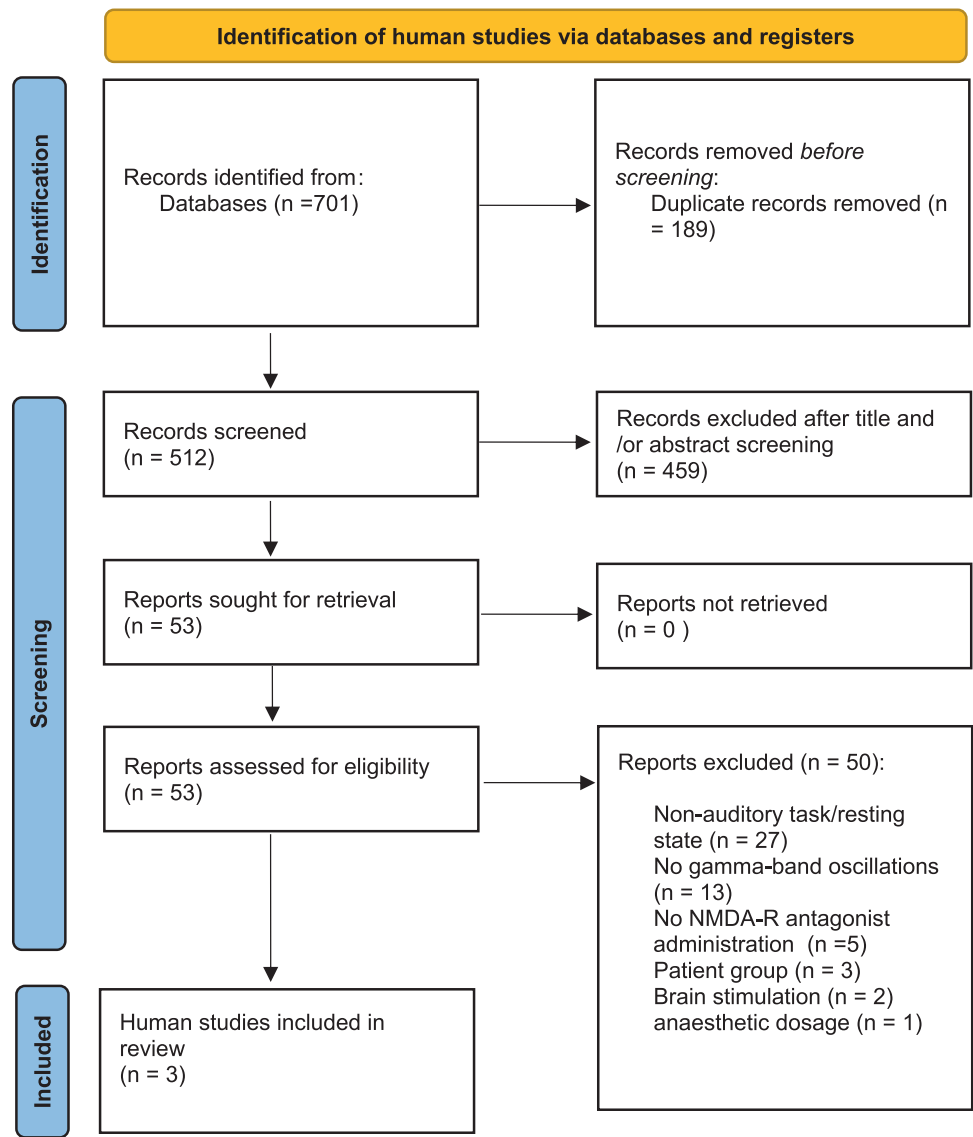 Identification of human studies via databases and registers
Identification
Records identified from:
Databases (n =701)
Records removed before
screening:
Duplicate records removed (n
= 189)
Screening
Records screened
(n = 512)
Records excluded after title and
/or abstract screening
(n = 459)
Reports sought for retrieval
(n = 53)
Reports not retrieved
(n = 0 )
Reports assessed for eligibility
(n = 53)
Reports excluded (n = 50):
Non-auditory task/resting
state (n = 27)
No gamma-band oscillations
(n = 13)
No NMDA-R antagonist
administration (n =5)
Patient group (n = 3)
Brain stimulation (n = 2)
anaesthetic dosage (n = 1)
Included
Human studies included in
review
(n = 3)